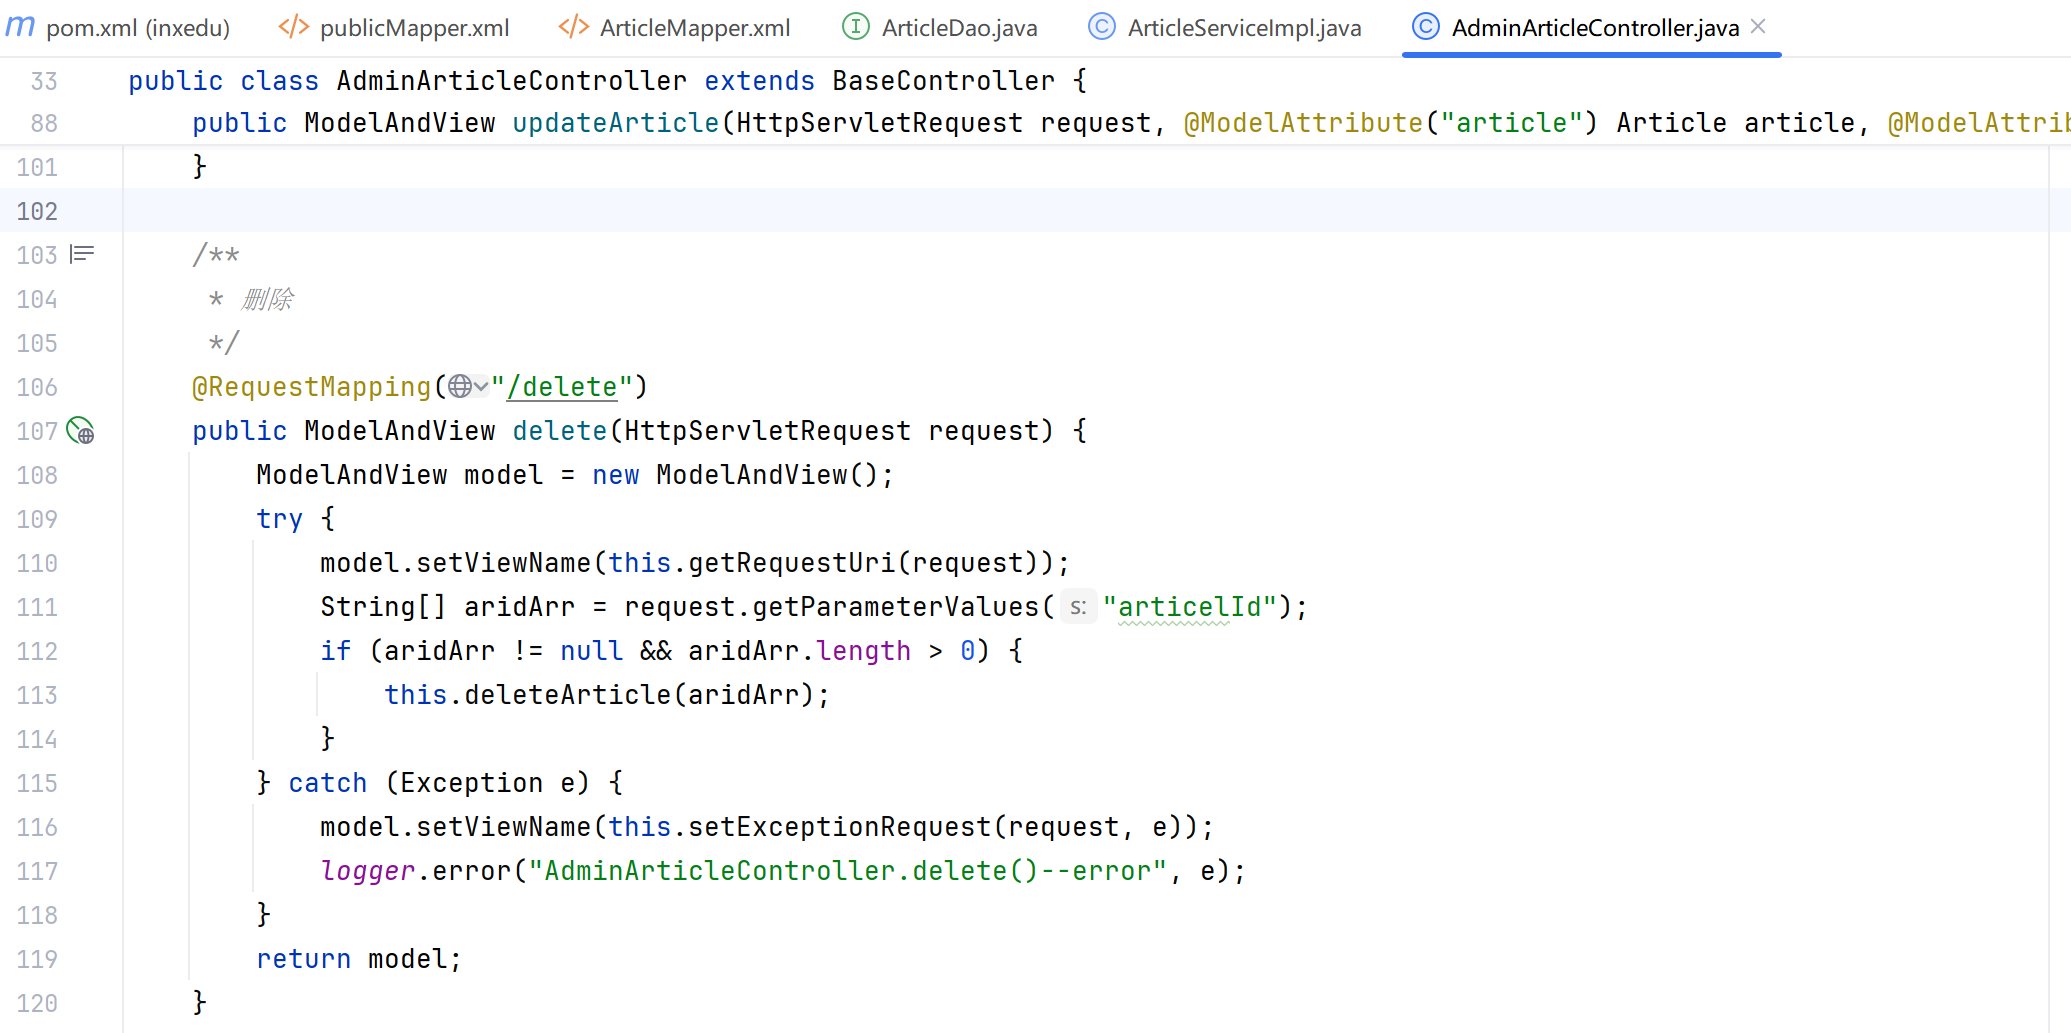 pom.xml (inxedu) publicMapper.xml ArticleMapper.xml ArticleDao.java ArticleServiceImpl.java AdminArticleController.java
33 public class AdminArticleController extends BaseController {
88 public ModelAndView updateArticle(HttpServletRequest request, @ModelAttribute("article") Article article, @ModelAttrib
101 }
102
103 /**
104 * 删除
105 */
106 @RequestMapping("/delete")
107 public ModelAndView delete(HttpServletRequest request) {
108 ModelAndView model = new ModelAndView();
109 try {
110 model.setViewName(this.getRequestUri(request));
111 String[] aridArr = request.getParameterValues( s: "articelId");
112 if (aridArr != null && aridArr.length > 0) {
113 this.deleteArticle(aridArr);
114 }
115 } catch (Exception e) {
116 model.setViewName(this.setExceptionRequest(request, e));
117 logger.error("AdminArticleController.delete()--error", e);
118 }
119 return model;
120 }